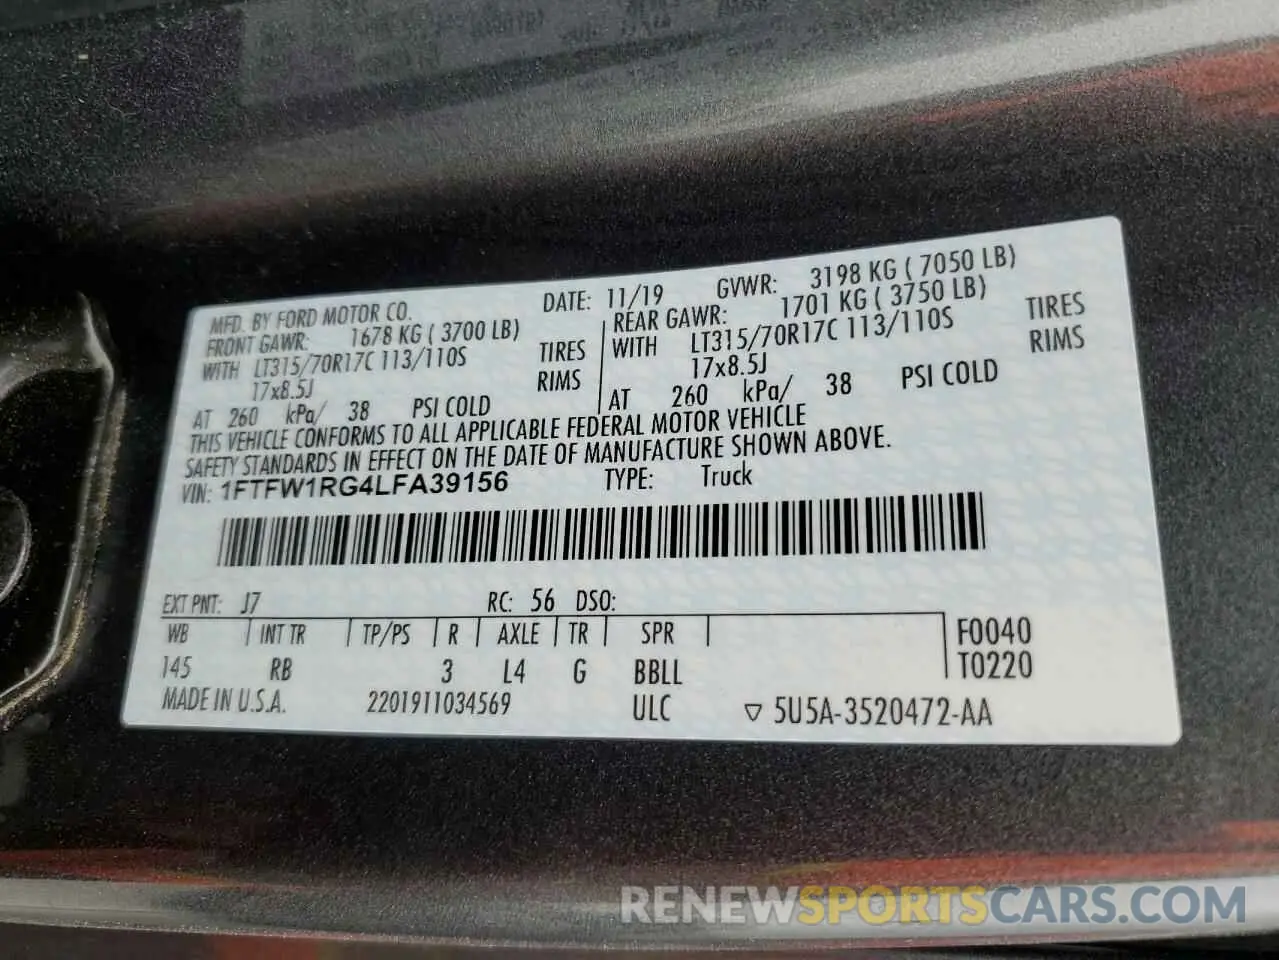 MFD. BY FORD MOTOR CO. DATE: 11/19 GVWR: 3198 KG ( 7050 LB)
FRONT GAWR: 1678 KG ( 3700 LB) REAR GAWR: 1701 KG ( 3750 LB)
WITH LT315/70R17C 113/110S TIRES WITH LT315/70R17C 113/110S TIRES
17x8.5J RIMS 17x8.5J RIMS
AT 260 kPa/ 38 PSI COLD AT 260 kPa/ 38 PSI COLD
THIS VEHICLE CONFORMS TO ALL APPLICABLE FEDERAL MOTOR VEHICLE
SAFETY STANDARDS IN EFFECT ON THE DATE OF MANUFACTURE SHOWN ABOVE.
VIN: 1FTFW1RG4LFA39156 TYPE: Truck
EXT PNT: J7 RC: 56 DSO:
WB INT TR TP/PS R AXLE TR SPR F0040
145 RB 3 L4 G BBLL T0220
MADE IN U.S.A. 2201911034569 ULC ▽ 5U5A-3520472-AA
RENEWSPORTSCARS.COM